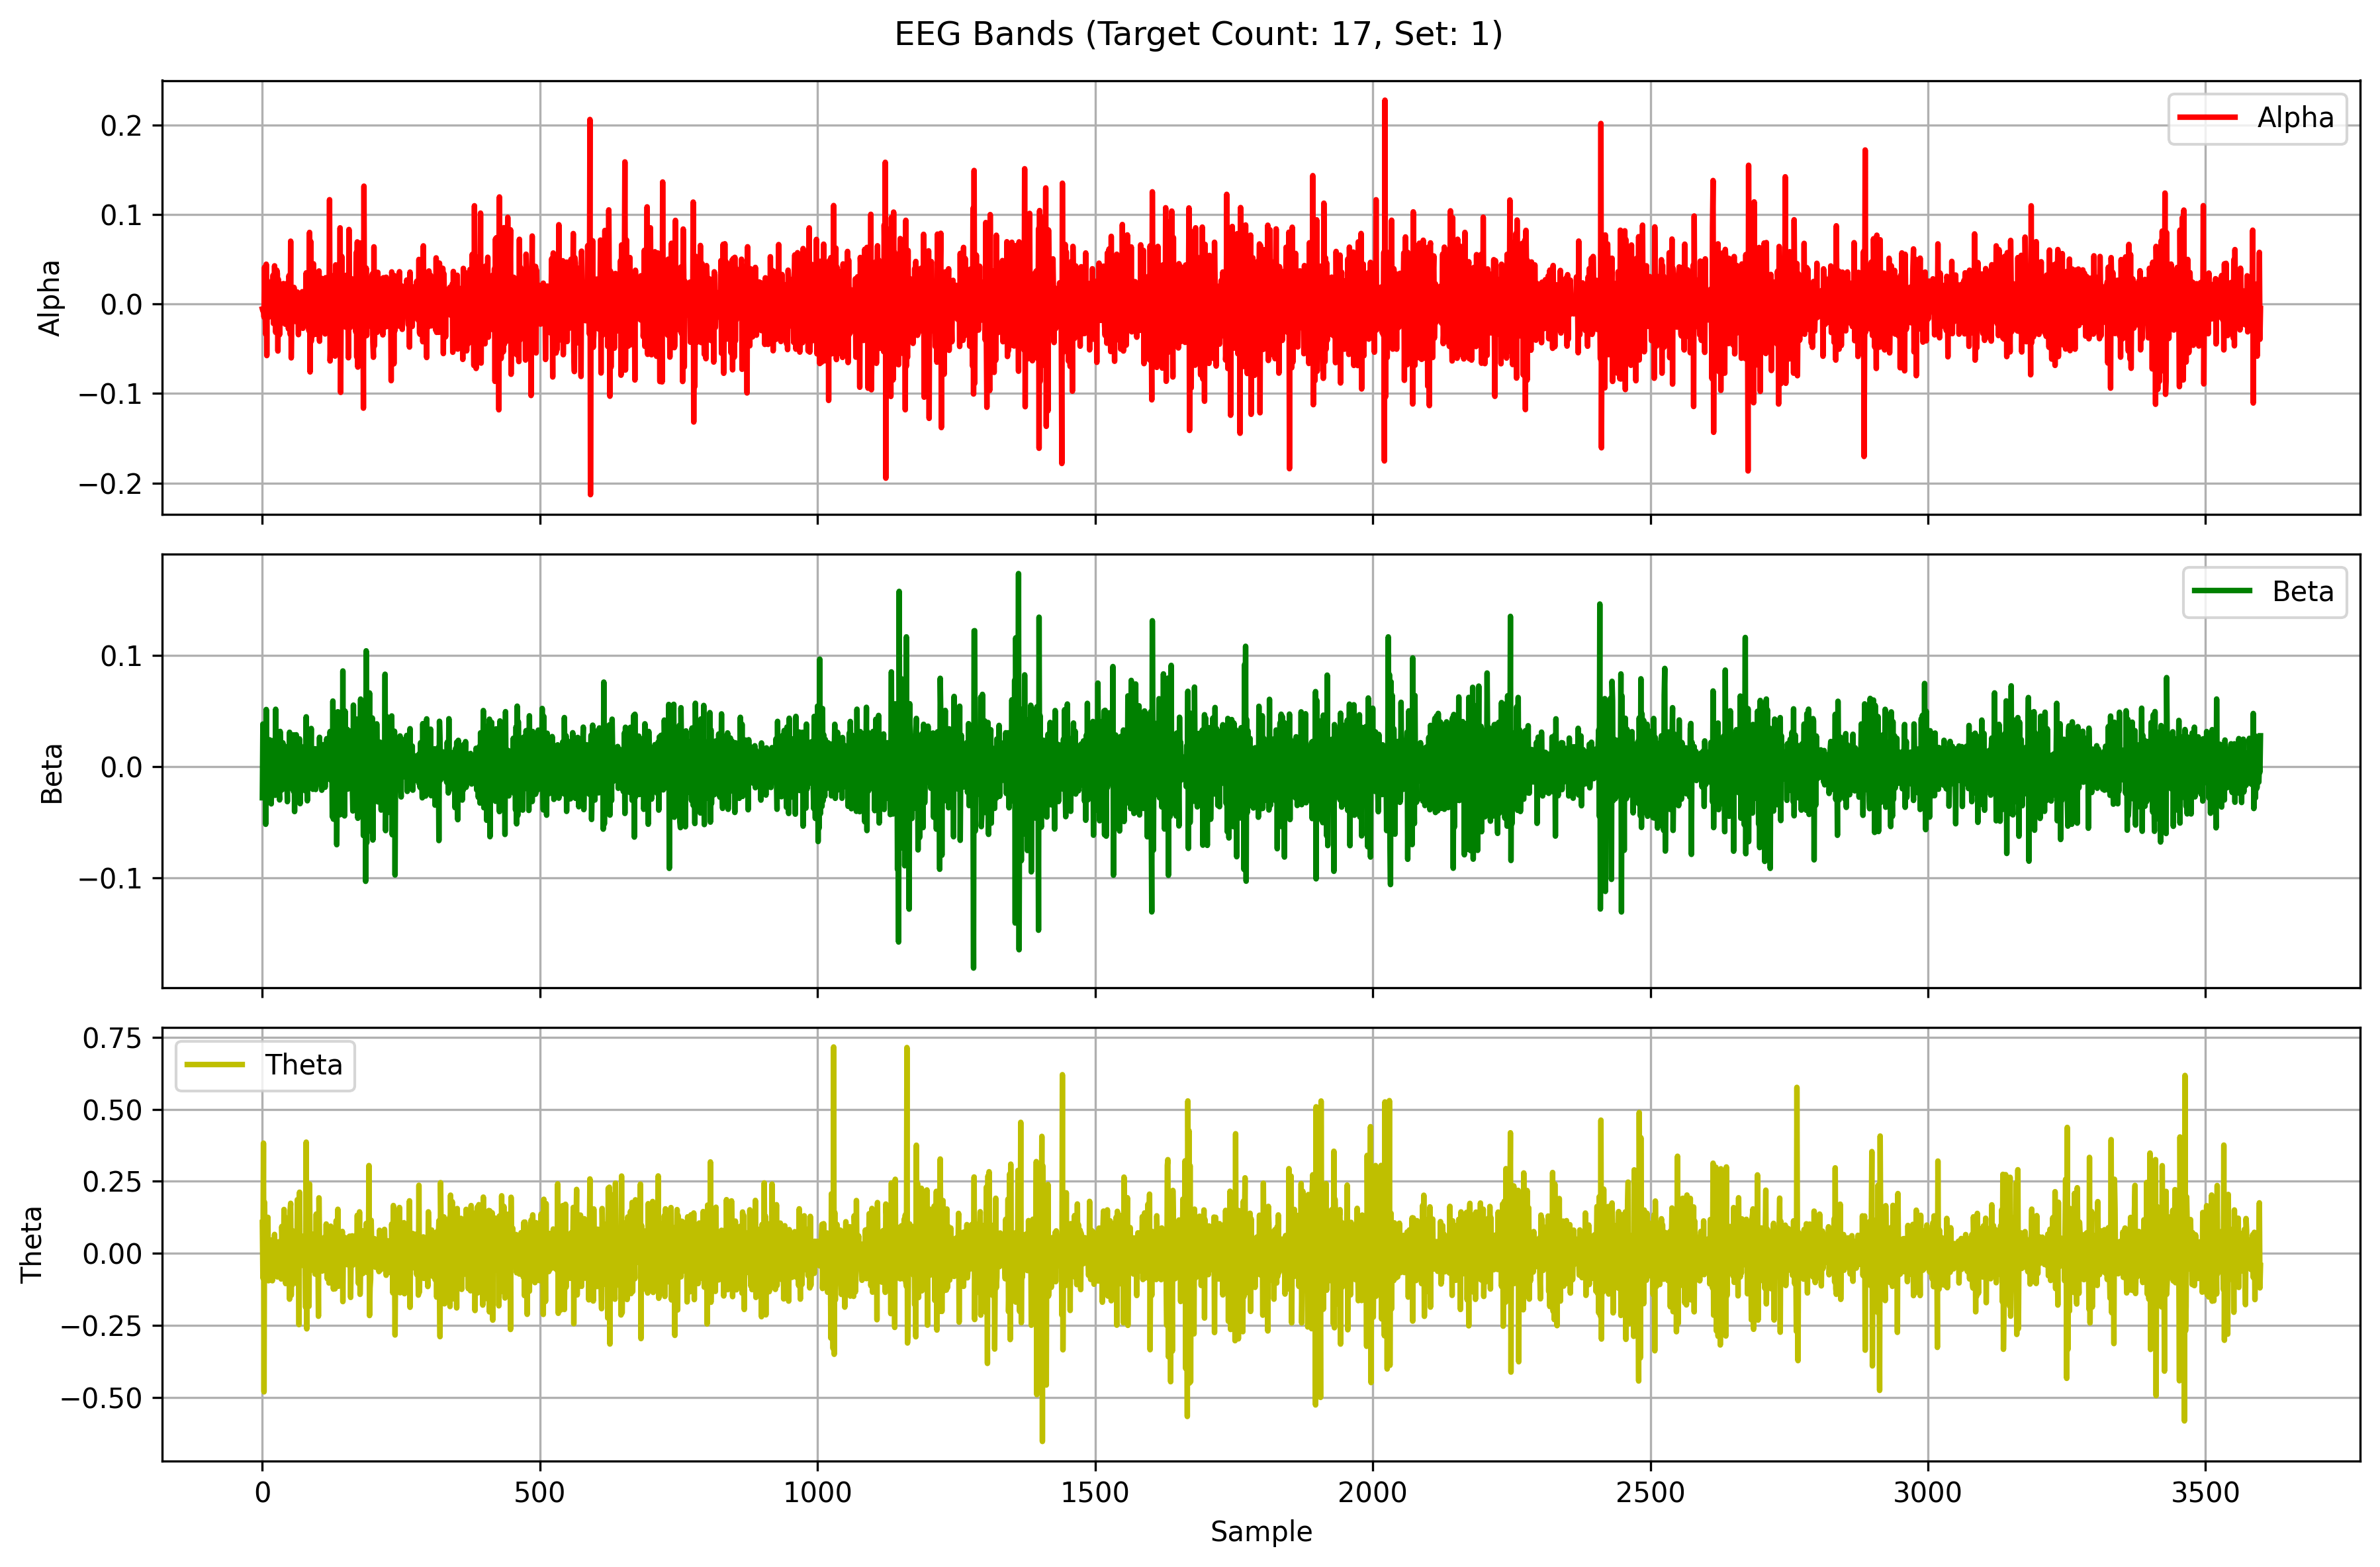 EEG Bands (Target Count: 17, Set: 1)
0.2
0.1
0.0
−0.1
−0.2
Alpha
Alpha
0.1
0.0
−0.1
Beta
Beta
0.75
0.50
0.25
0.00
−0.25
−0.50
Theta
Theta
0 500 1000 1500 2000 2500 3000 3500
Sample